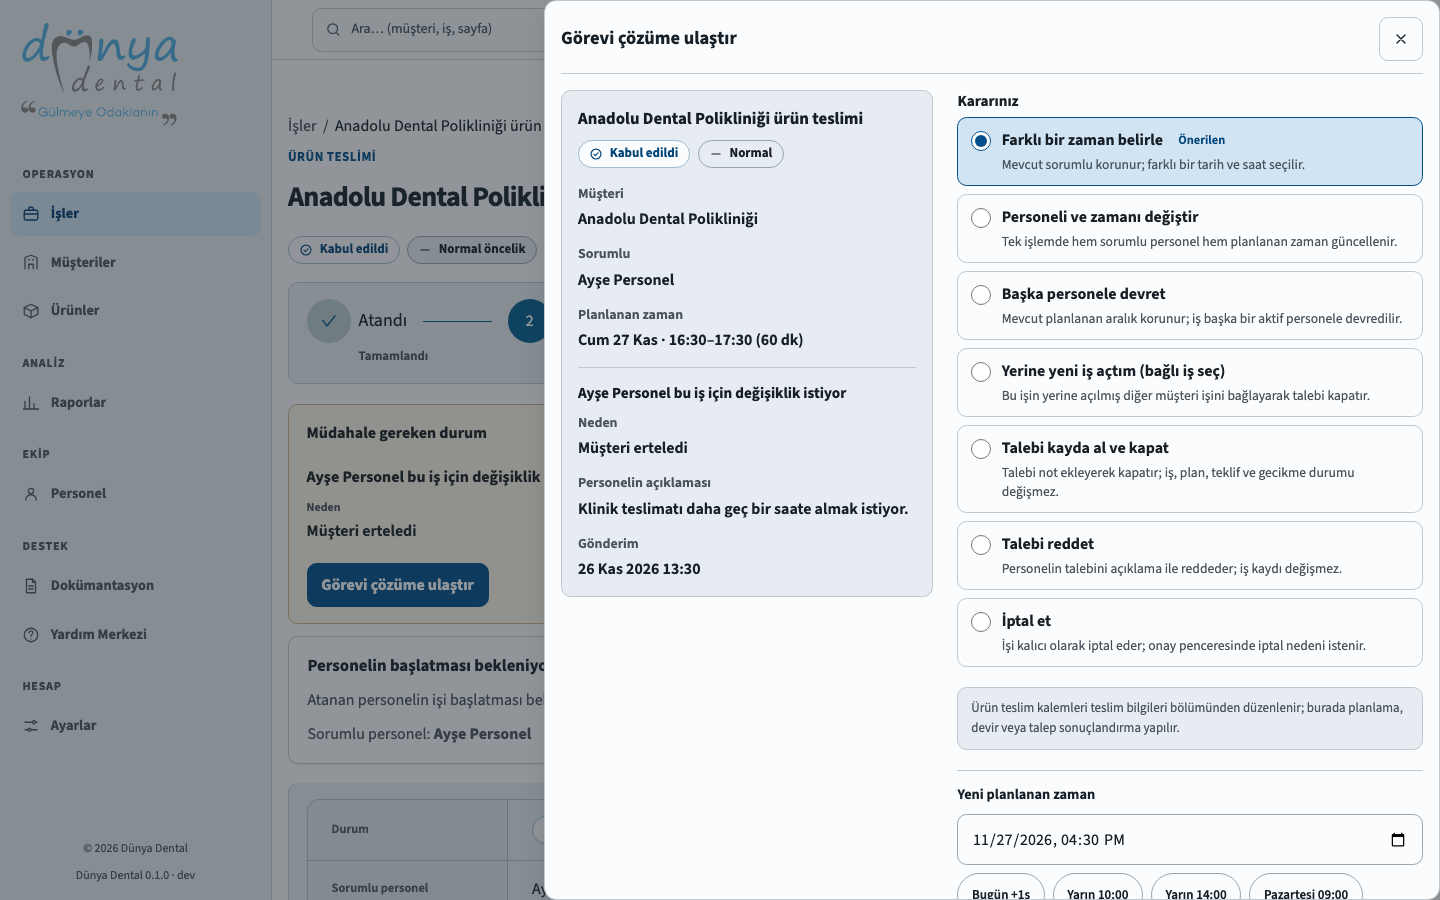 dünya
dental
“Gülmeye Odaklanın”
OPERASYON
İşler
Müşteriler
Ürünler
ANALİZ
Raporlar
EKİP
Personel
DESTEK
Dokümantasyon
Yardım Merkezi
HESAP
Ayarlar
© 2026 Dünya Dental
Dünya Dental 0.1.0 · dev
Ara… (müşteri, iş, sayfa)
İşler / Anadolu Dental Polikliniği ürün
ÜRÜN TESLİMİ
Anadolu Dental Polikli
Kabul edildi
Normal öncelik
Atandı
2
Tamamlandı
Müdahale gereken durum
Ayşe Personel bu iş için değişiklik
Neden
Müşteri erteledi
Görevi çözüme ulaştır
Personelin başlatması bekleniyo
Atanan personelin işi başlatması be
Sorumlu personel: Ayşe Personel
Durum
Sorumlu personel
Ay
Görevi çözüme ulaştır
Anadolu Dental Polikliniği ürün teslimi
Kabul edildi
Normal
Müşteri
Anadolu Dental Polikliniği
Sorumlu
Ayşe Personel
Planlanan zaman
Cum 27 Kas · 16:30–17:30 (60 dk)
Ayşe Personel bu iş için değişiklik istiyor
Neden
Müşteri erteledi
Personelin açıklaması
Klinik teslimatı daha geç bir saate almak istiyor.
Gönderim
26 Kas 2026 13:30
Kararınız
Farklı bir zaman belirle Önerilen
Mevcut sorumlu korunur; farklı bir tarih ve saat seçilir.
Personeli ve zamanı değiştir
Tek işlemde hem sorumlu personel hem planlanan zaman güncellenir.
Başka personele devret
Mevcut planlanan aralık korunur; iş başka bir aktif personele devredilir.
Yerine yeni iş açtım (bağlı iş seç)
Bu işin yerine açılmış diğer müşteri işini bağlayarak talebi kapatır.
Talebi kayda al ve kapat
Talebi not ekleyerek kapatır; iş, plan, teklif ve gecikme durumu
değişmez.
Talebi reddet
Personelin talebini açıklama ile reddeder; iş kaydı değişmez.
İptal et
İşi kalıcı olarak iptal eder; onay penceresinde iptal nedeni istenir.
Ürün teslim kalemleri teslim bilgileri bölümünden düzenlenir; burada planlama,
devir veya talep sonuçlandırma yapılır.
Yeni planlanan zaman
11/27/2026, 04:30 PM
Bugün +1s
Yarın 10:00
Yarın 14:00
Pazartesi 09:00